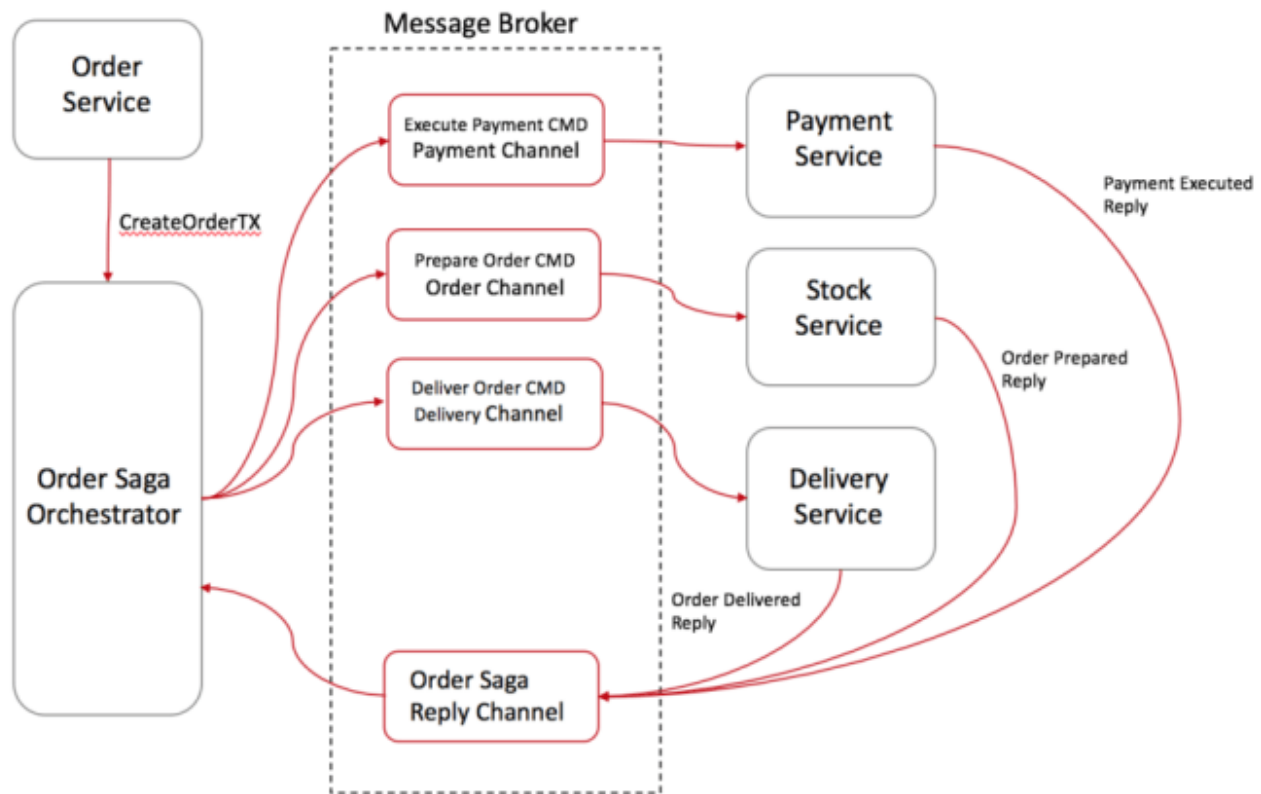 Message Broker
Order
Service
Execute Payment CMD
Payment Channel
Payment
Service
Payment Executed
Reply
CreateOrderTX
Prepare Order CMD
Order Channel
Stock
Service
Order Prepared
Reply
Deliver Order CMD
Delivery Channel
Order Saga
Orchestrator
Delivery
Service
Order Delivered
Reply
Order Saga
Reply Channel